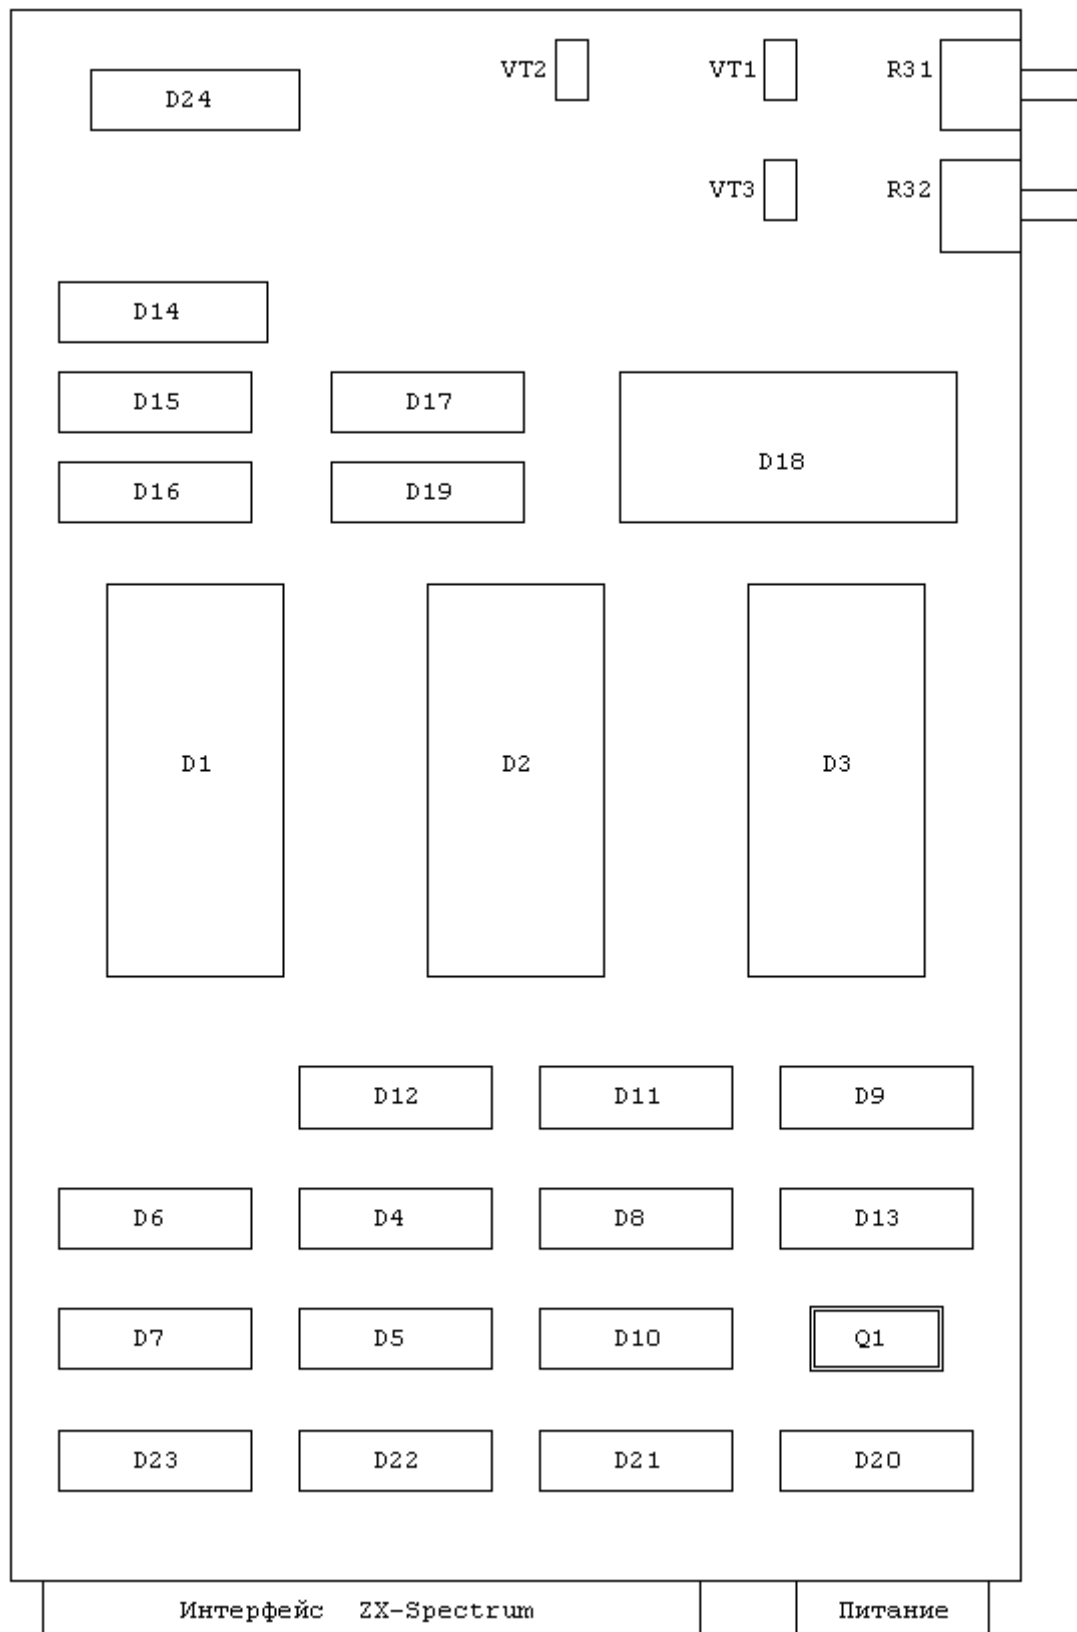 VT2 VT1 R31
D24
VT3 R32
D14
D15 D17
D18
D16 D19
D1 D2 D3
D12 D11 D9
D6 D4 D8 D13
D7 D5 D10 Q1
D23 D22 D21 D20
Интерфейс ZX-Spectrum Питание